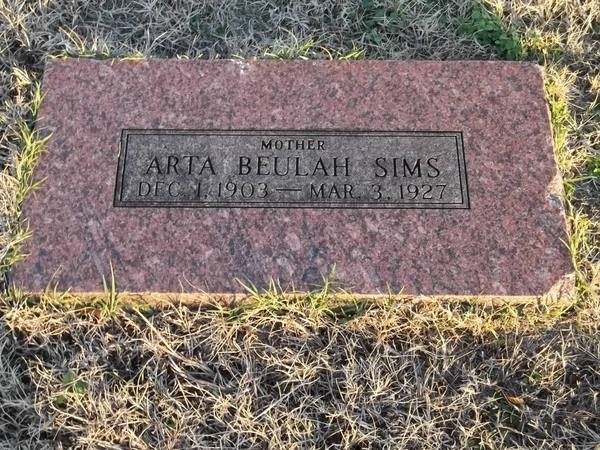 MOTHER
ARTA BEULAH SIMS
DEC. 1, 1903 — MAR. 3, 1927